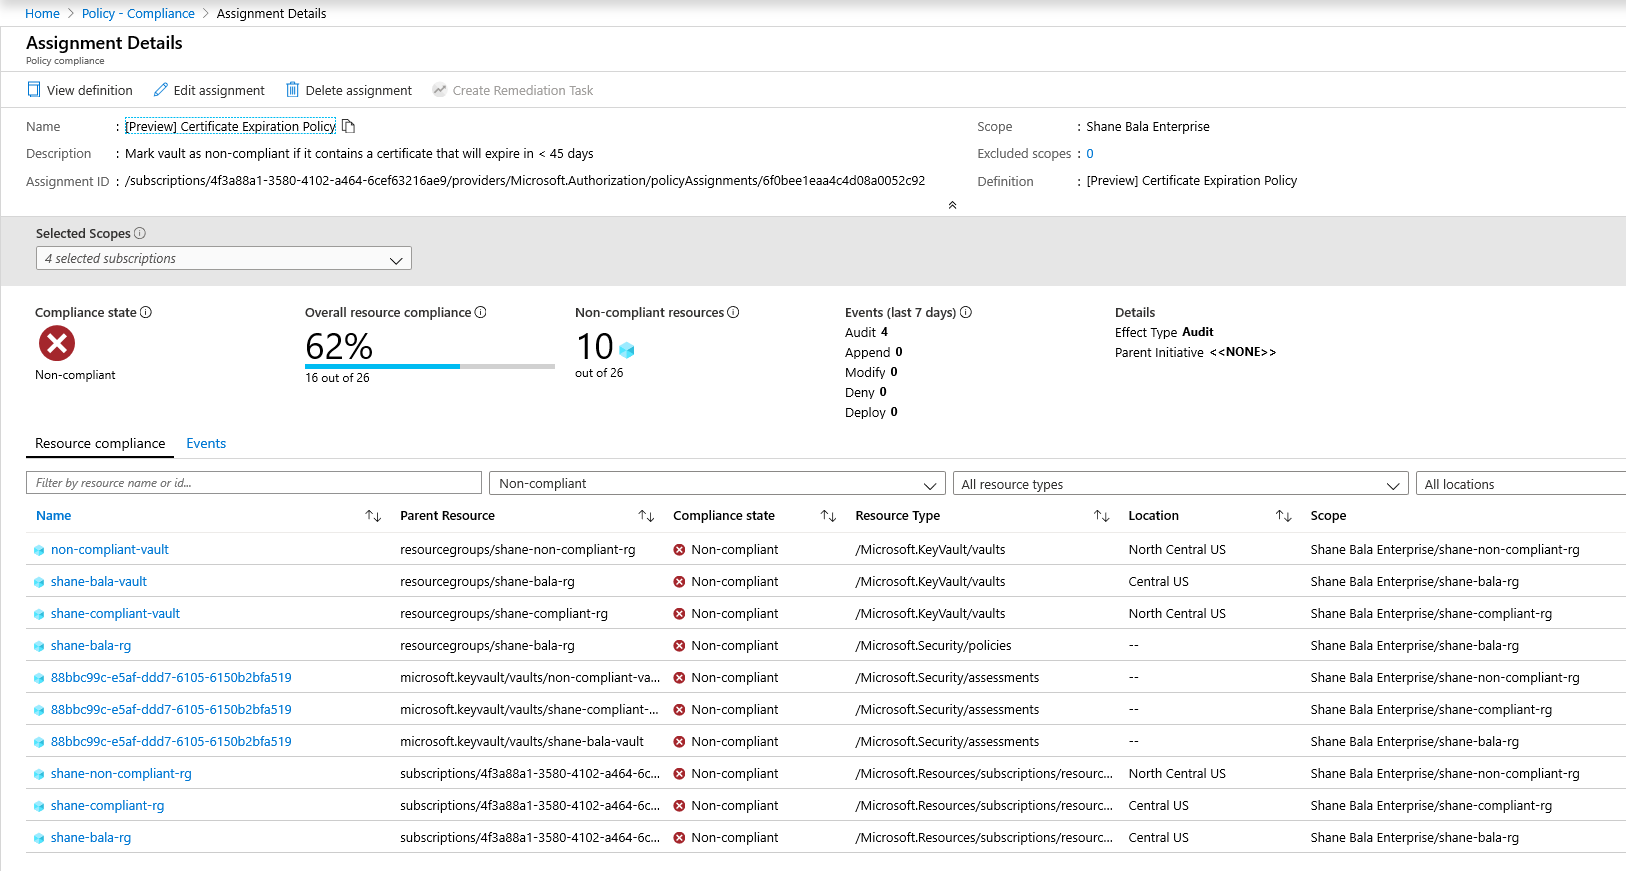 Home > Policy - Compliance > Assignment Details
Assignment Details
Policy compliance
View definition Edit assignment Delete assignment Create Remediation Task
Name : [Preview] Certificate Expiration Policy Scope : Shane Bala Enterprise
Description : Mark vault as non-compliant if it contains a certificate that will expire in < 45 days Excluded scopes : 0
Assignment ID : /subscriptions/4f3a88a1-3580-4102-a464-6cef63216ae9/providers/Microsoft.Authorization/policyAssignments/6f0bee1eaa4c4d08a0052c92 Definition : [Preview] Certificate Expiration Policy
Selected Scopes
4 selected subscriptions
Compliance state Overall resource compliance Non-compliant resources Events (last 7 days) Details
Non-compliant
62%
16 out of 26
10
out of 26
Audit 4
Append 0
Modify 0
Deny 0
Deploy 0
Effect Type Audit
Parent Initiative <<NONE>>
Resource compliance Events
Filter by resource name or id... Non-compliant All resource types All locations
Name Parent Resource Compliance state Resource Type Location Scope
non-compliant-vault resourcegroups/shane-non-compliant-rg Non-compliant /Microsoft.KeyVault/vaults North Central US Shane Bala Enterprise/shane-non-compliant-rg
shane-bala-vault resourcegroups/shane-bala-rg Non-compliant /Microsoft.KeyVault/vaults Central US Shane Bala Enterprise/shane-bala-rg
shane-compliant-vault resourcegroups/shane-compliant-rg Non-compliant /Microsoft.KeyVault/vaults North Central US Shane Bala Enterprise/shane-compliant-rg
shane-bala-rg resourcegroups/shane-bala-rg Non-compliant /Microsoft.Security/policies -- Shane Bala Enterprise/shane-bala-rg
88bbc99c-e5af-ddd7-6105-6150b2bfa519 microsoft.keyvault/vaults/non-compliant-va... Non-compliant /Microsoft.Security/assessments -- Shane Bala Enterprise/shane-non-compliant-rg
88bbc99c-e5af-ddd7-6105-6150b2bfa519 microsoft.keyvault/vaults/shane-compliant-... Non-compliant /Microsoft.Security/assessments -- Shane Bala Enterprise/shane-compliant-rg
88bbc99c-e5af-ddd7-6105-6150b2bfa519 microsoft.keyvault/vaults/shane-bala-vault Non-compliant /Microsoft.Security/assessments -- Shane Bala Enterprise/shane-bala-rg
shane-non-compliant-rg subscriptions/4f3a88a1-3580-4102-a464-6c... Non-compliant /Microsoft.Resources/subscriptions/resourc... North Central US Shane Bala Enterprise/shane-non-compliant-rg
shane-compliant-rg subscriptions/4f3a88a1-3580-4102-a464-6c... Non-compliant /Microsoft.Resources/subscriptions/resourc... Central US Shane Bala Enterprise/shane-compliant-rg
shane-bala-rg subscriptions/4f3a88a1-3580-4102-a464-6c... Non-compliant /Microsoft.Resources/subscriptions/resourc... Central US Shane Bala Enterprise/shane-bala-rg